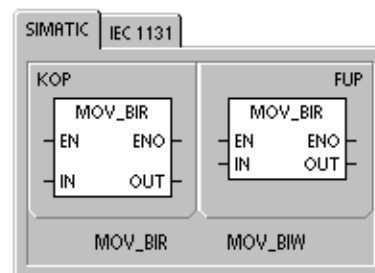 SIMATIC IEC 1131
KOP FUP
MOV_BIR MOV_BIR
EN ENO EN ENO
IN OUT IN OUT
MOV_BIR MOV_BIW